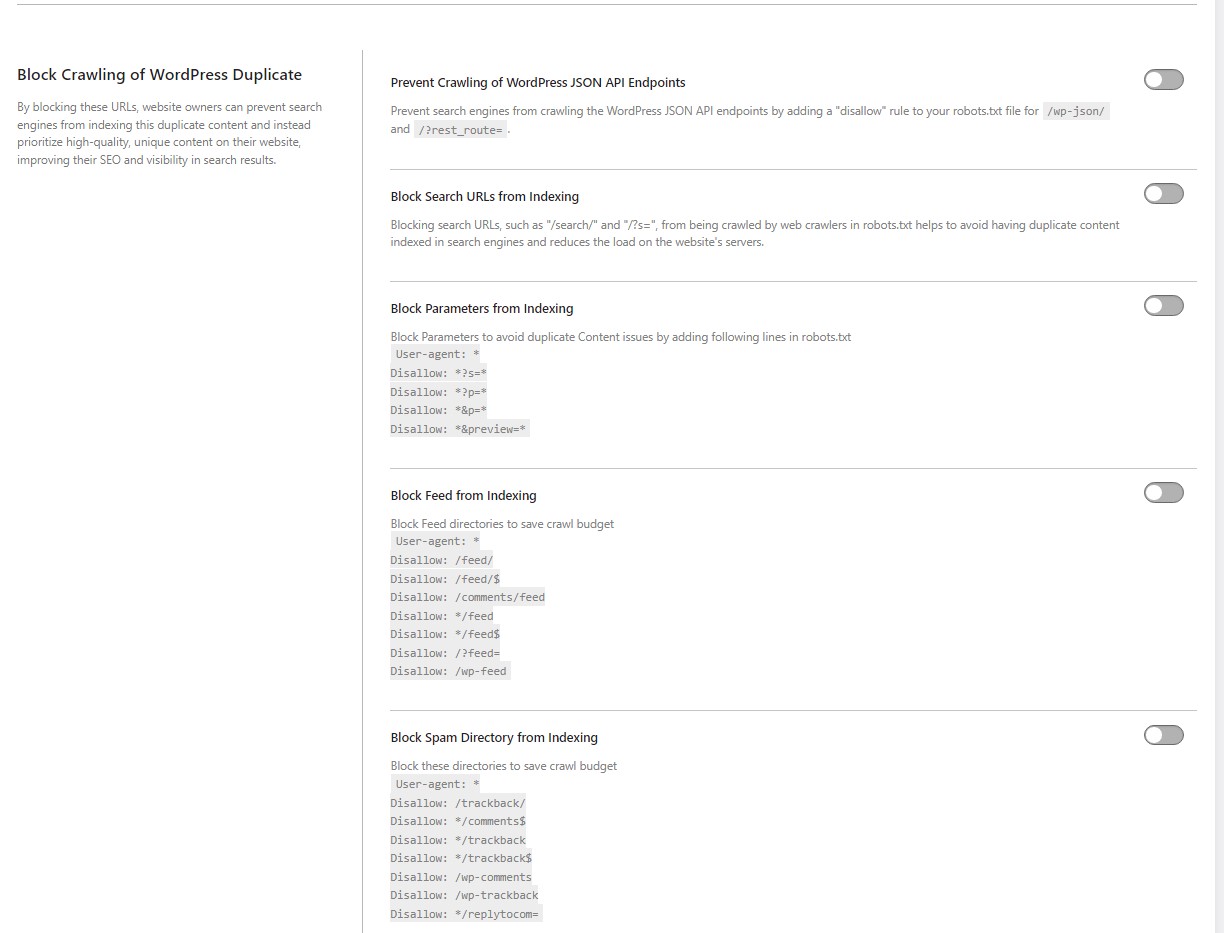 Block Crawling of WordPress Duplicate
By blocking these URLs, website owners can prevent search
engines from indexing this duplicate content and instead
prioritize high-quality, unique content on their website,
improving their SEO and visibility in search results.
Prevent Crawling of WordPress JSON API Endpoints
Prevent search engines from crawling the WordPress JSON API endpoints by adding a "disallow" rule to your robots.txt file for /wp-json/
and /?rest_route= .
Block Search URLs from Indexing
Blocking search URLs, such as "/search/" and "/?s=", from being crawled by web crawlers in robots.txt helps to avoid having duplicate content
indexed in search engines and reduces the load on the website's servers.
Block Parameters from Indexing
Block Parameters to avoid duplicate Content issues by adding following lines in robots.txt
User-agent: *
Disallow: *?s=*
Disallow: *?p=*
Disallow: *&p=*
Disallow: *&preview=*
Block Feed from Indexing
Block Feed directories to save crawl budget
User-agent: *
Disallow: /feed/
Disallow: /feed/$
Disallow: /comments/feed
Disallow: */feed
Disallow: */feed$
Disallow: /?feed=
Disallow: /wp-feed
Block Spam Directory from Indexing
Block these directories to save crawl budget
User-agent: *
Disallow: /trackback/
Disallow: */comments$
Disallow: */trackback
Disallow: */trackback$
Disallow: /wp-comments
Disallow: /wp-trackback
Disallow: */replytocom=